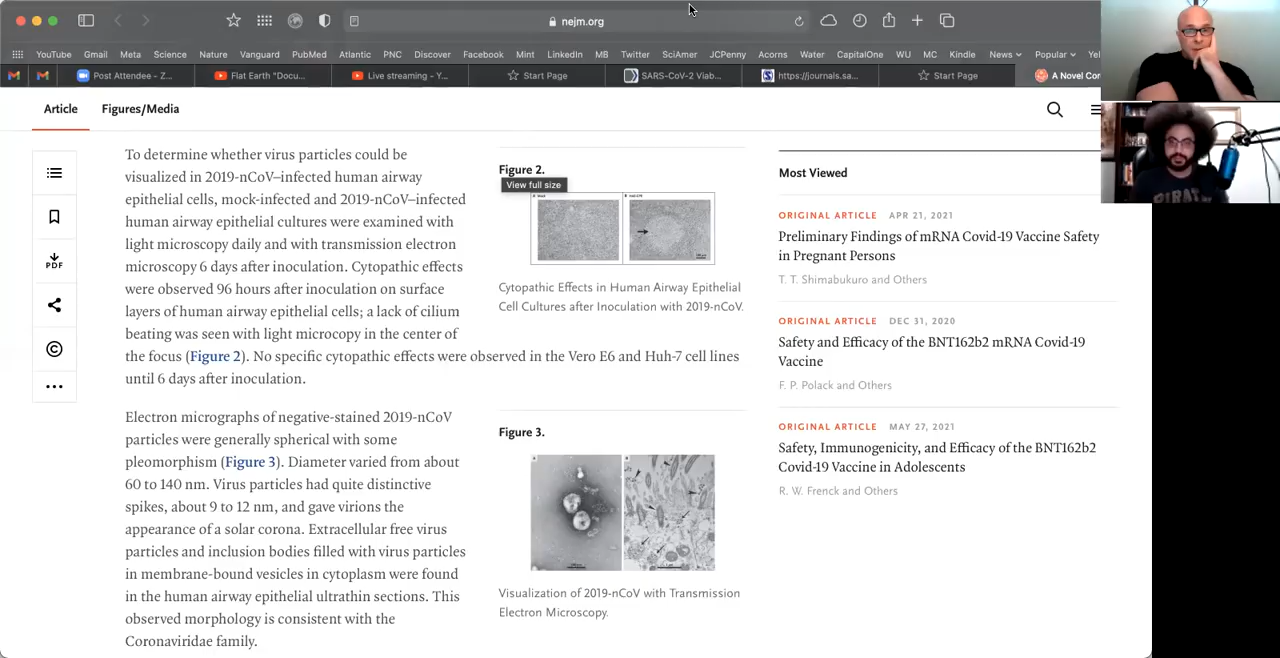 nejm.org
YouTube Gmail Meta Science Nature Vanguard PubMed Atlantic PNC Discover Facebook Mint LinkedIn MB Twitter SciAmer JCPenny Acorns Water CapitalOne WU MC Kindle News Popular Yel
Post Attendee - Z... Flat Earth "Docu... Live streaming - Y... Start Page SARS-CoV-2 Viab... https://journals.sa... Start Page A Novel Cor
Article Figures/Media
PDF
To determine whether virus particles could be
visualized in 2019-nCoV–infected human airway
epithelial cells, mock-infected and 2019-nCoV–infected
human airway epithelial cultures were examined with
light microscopy daily and with transmission electron
microscopy 6 days after inoculation. Cytopathic effects
were observed 96 hours after inoculation on surface
layers of human airway epithelial cells; a lack of cilium
beating was seen with light microcopy in the center of
the focus (Figure 2). No specific cytopathic effects were observed in the Vero E6 and Huh-7 cell lines
until 6 days after inoculation.
Electron micrographs of negative-stained 2019-nCoV
particles were generally spherical with some
pleomorphism (Figure 3). Diameter varied from about
60 to 140 nm. Virus particles had quite distinctive
spikes, about 9 to 12 nm, and gave virions the
appearance of a solar corona. Extracellular free virus
particles and inclusion bodies filled with virus particles
in membrane-bound vesicles in cytoplasm were found
in the human airway epithelial ultrathin sections. This
observed morphology is consistent with the
Coronaviridae family.
Figure 2.
View full size
Cytopathic Effects in Human Airway Epithelial
Cell Cultures after Inoculation with 2019-nCoV.
Figure 3.
Visualization of 2019-nCoV with Transmission
Electron Microscopy.
Most Viewed
ORIGINAL ARTICLE APR 21, 2021
Preliminary Findings of mRNA Covid-19 Vaccine Safety
in Pregnant Persons
T. T. Shimabukuro and Others
ORIGINAL ARTICLE DEC 31, 2020
Safety and Efficacy of the BNT162b2 mRNA Covid-19
Vaccine
F. P. Polack and Others
ORIGINAL ARTICLE MAY 27, 2021
Safety, Immunogenicity, and Efficacy of the BNT162b2
Covid-19 Vaccine in Adolescents
R. W. Frenck and Others